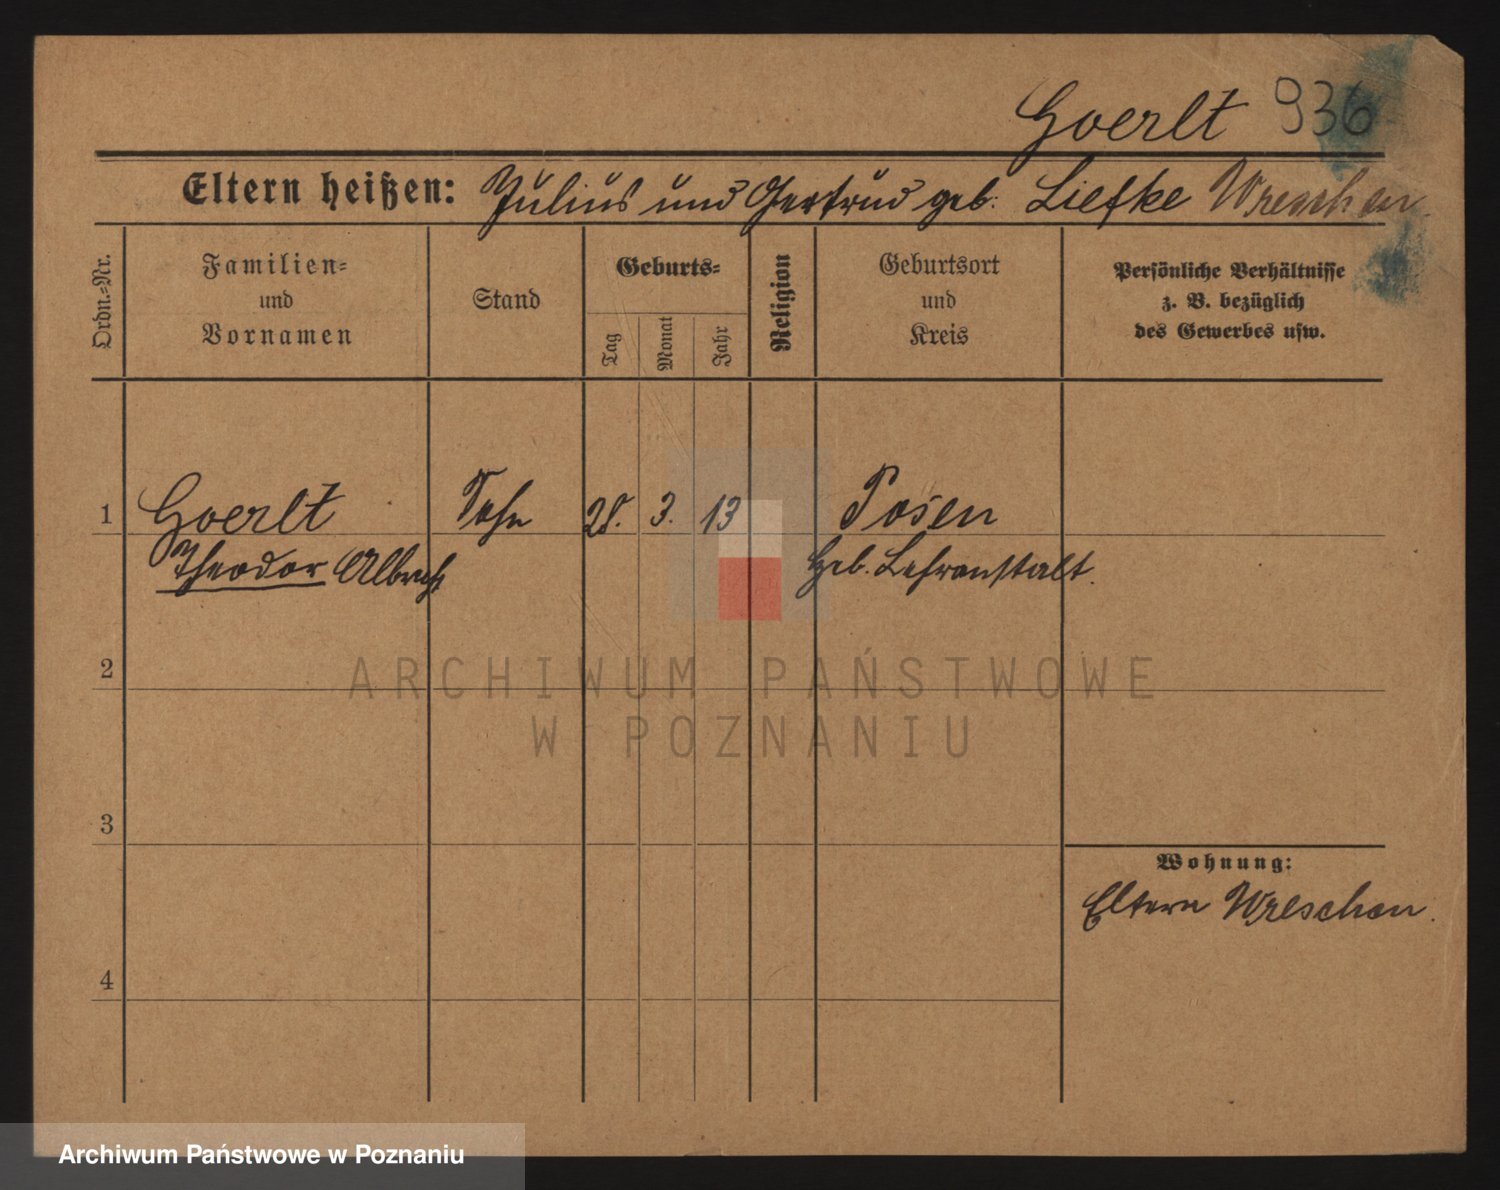 Goerlt 936
Eltern heißen: Julius und Gertrud geb. Liefke Wreschen
Ordn.-Nr.
Familien-
und
Vornamen
Stand
Geburts-
Tag
Monat
Jahr
Religion
Geburtsort
und
Kreis
Persönliche Verhältnisse
z. B. bezüglich
des Gewerbes usw.
1 Goerlt Sohn 28. 3. 13 Posen
Theodor Albrecht Heb. Lehranstalt.
ARCHIWUM PAŃSTWOWE
W POZNANIU
2
3
Wohnung:
Eltern Wreschen.
4
Archiwum Państwowe w Poznaniu